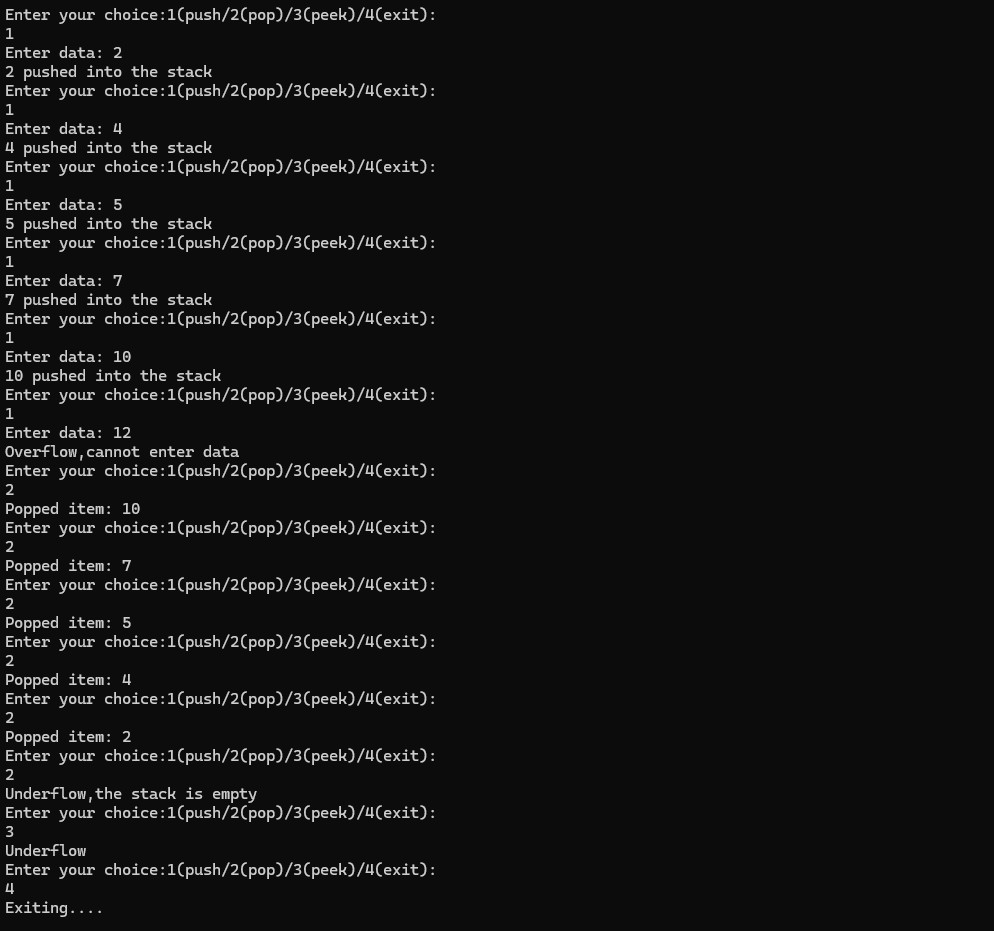 Enter your choice:1(push/2(pop)/3(peek)/4(exit):
1
Enter data: 2
2 pushed into the stack
Enter your choice:1(push/2(pop)/3(peek)/4(exit):
1
Enter data: 4
4 pushed into the stack
Enter your choice:1(push/2(pop)/3(peek)/4(exit):
1
Enter data: 5
5 pushed into the stack
Enter your choice:1(push/2(pop)/3(peek)/4(exit):
1
Enter data: 7
7 pushed into the stack
Enter your choice:1(push/2(pop)/3(peek)/4(exit):
1
Enter data: 10
10 pushed into the stack
Enter your choice:1(push/2(pop)/3(peek)/4(exit):
1
Enter data: 12
Overflow,cannot enter data
Enter your choice:1(push/2(pop)/3(peek)/4(exit):
2
Popped item: 10
Enter your choice:1(push/2(pop)/3(peek)/4(exit):
2
Popped item: 7
Enter your choice:1(push/2(pop)/3(peek)/4(exit):
2
Popped item: 5
Enter your choice:1(push/2(pop)/3(peek)/4(exit):
2
Popped item: 4
Enter your choice:1(push/2(pop)/3(peek)/4(exit):
2
Popped item: 2
Enter your choice:1(push/2(pop)/3(peek)/4(exit):
2
Underflow,the stack is empty
Enter your choice:1(push/2(pop)/3(peek)/4(exit):
3
Underflow
Enter your choice:1(push/2(pop)/3(peek)/4(exit):
4
Exiting....